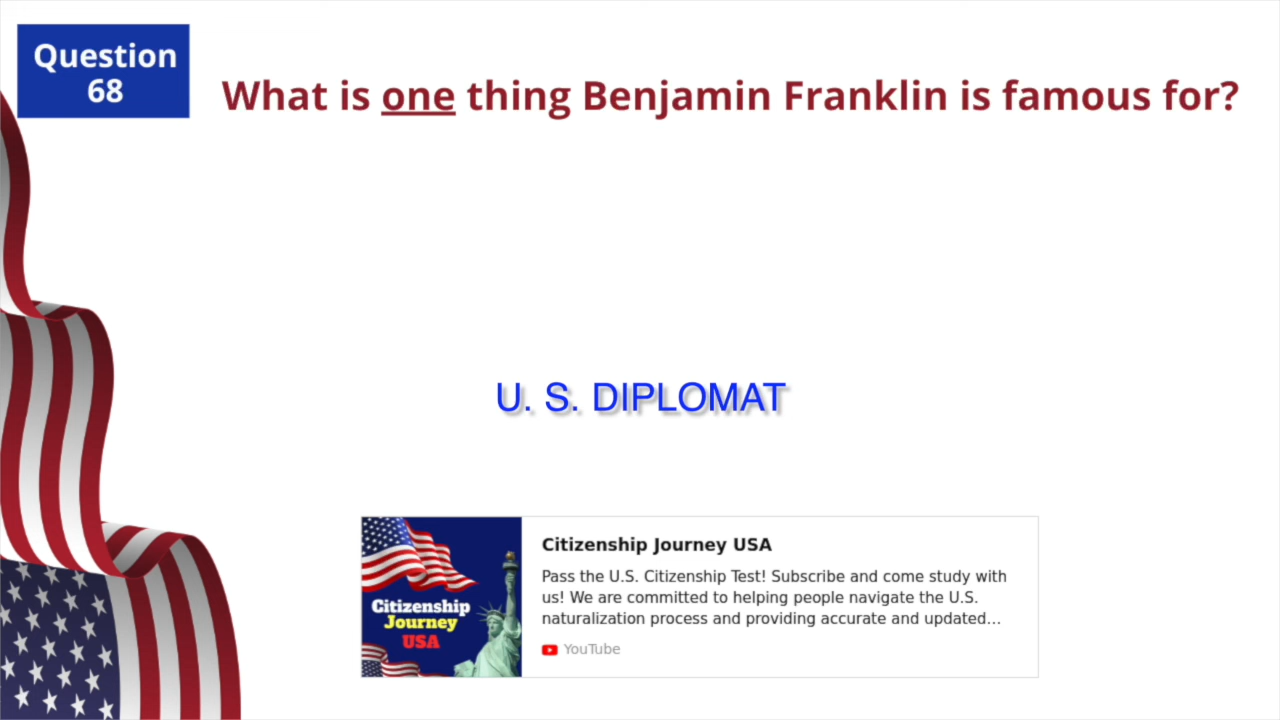 Question
68
What is one thing Benjamin Franklin is famous for?
U. S. DIPLOMAT
Citizenship
Journey
USA
Citizenship Journey USA
Pass the U.S. Citizenship Test! Subscribe and come study with
us! We are committed to helping people navigate the U.S.
naturalization process and providing accurate and updated...
YouTube